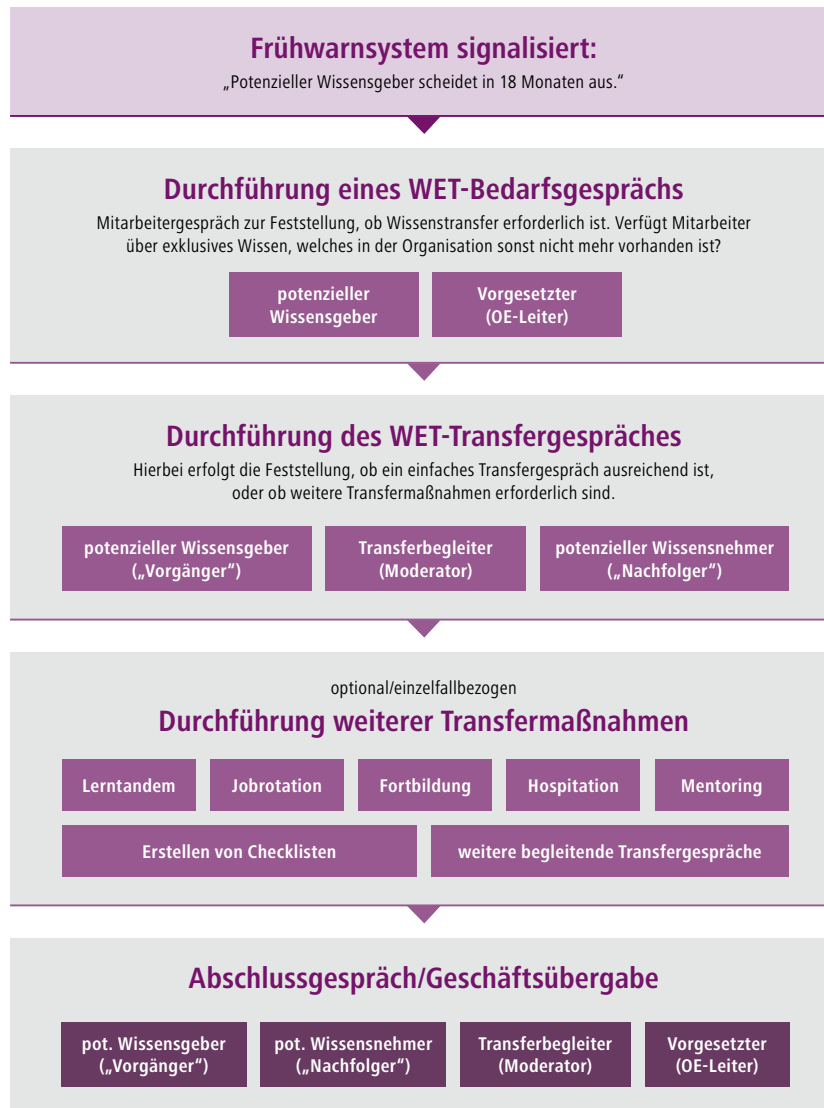 Frühwarnsystem signalisiert:
„Potenzieller Wissensgeber scheidet in 18 Monaten aus.“
Durchführung eines WET-Bedarfsgesprächs
Mitarbeitergespräch zur Feststellung, ob Wissenstransfer erforderlich ist. Verfügt Mitarbeiter
über exklusives Wissen, welches in der Organisation sonst nicht mehr vorhanden ist?
potenzieller
Wissensgeber
Vorgesetzter
(OE-Leiter)
Durchführung des WET-Transfergespräches
Hierbei erfolgt die Feststellung, ob ein einfaches Transfergespräch ausreichend ist,
oder ob weitere Transfermaßnahmen erforderlich sind.
potenzieller Wissensgeber
(„Vorgänger“)
Transferbegleiter
(Moderator)
potenzieller Wissensnehmer
(„Nachfolger“)
optional/einzelfallbezogen
Durchführung weiterer Transfermaßnahmen
Lerntandem
Jobrotation
Fortbildung
Hospitation
Mentoring
Erstellen von Checklisten
weitere begleitende Transfergespräche
Abschlussgespräch/Geschäftsübergabe
pot. Wissensgeber
(„Vorgänger“)
pot. Wissensnehmer
(„Nachfolger“)
Transferbegleiter
(Moderator)
Vorgesetzter
(OE-Leiter)